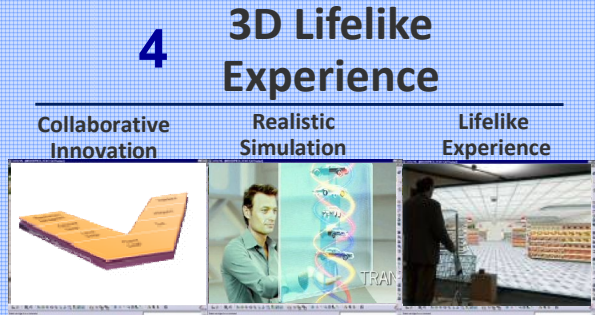 4
3D Lifelike
Experience
Collaborative
Innovation
Realistic
Simulation
Lifelike
Experience
TRAN